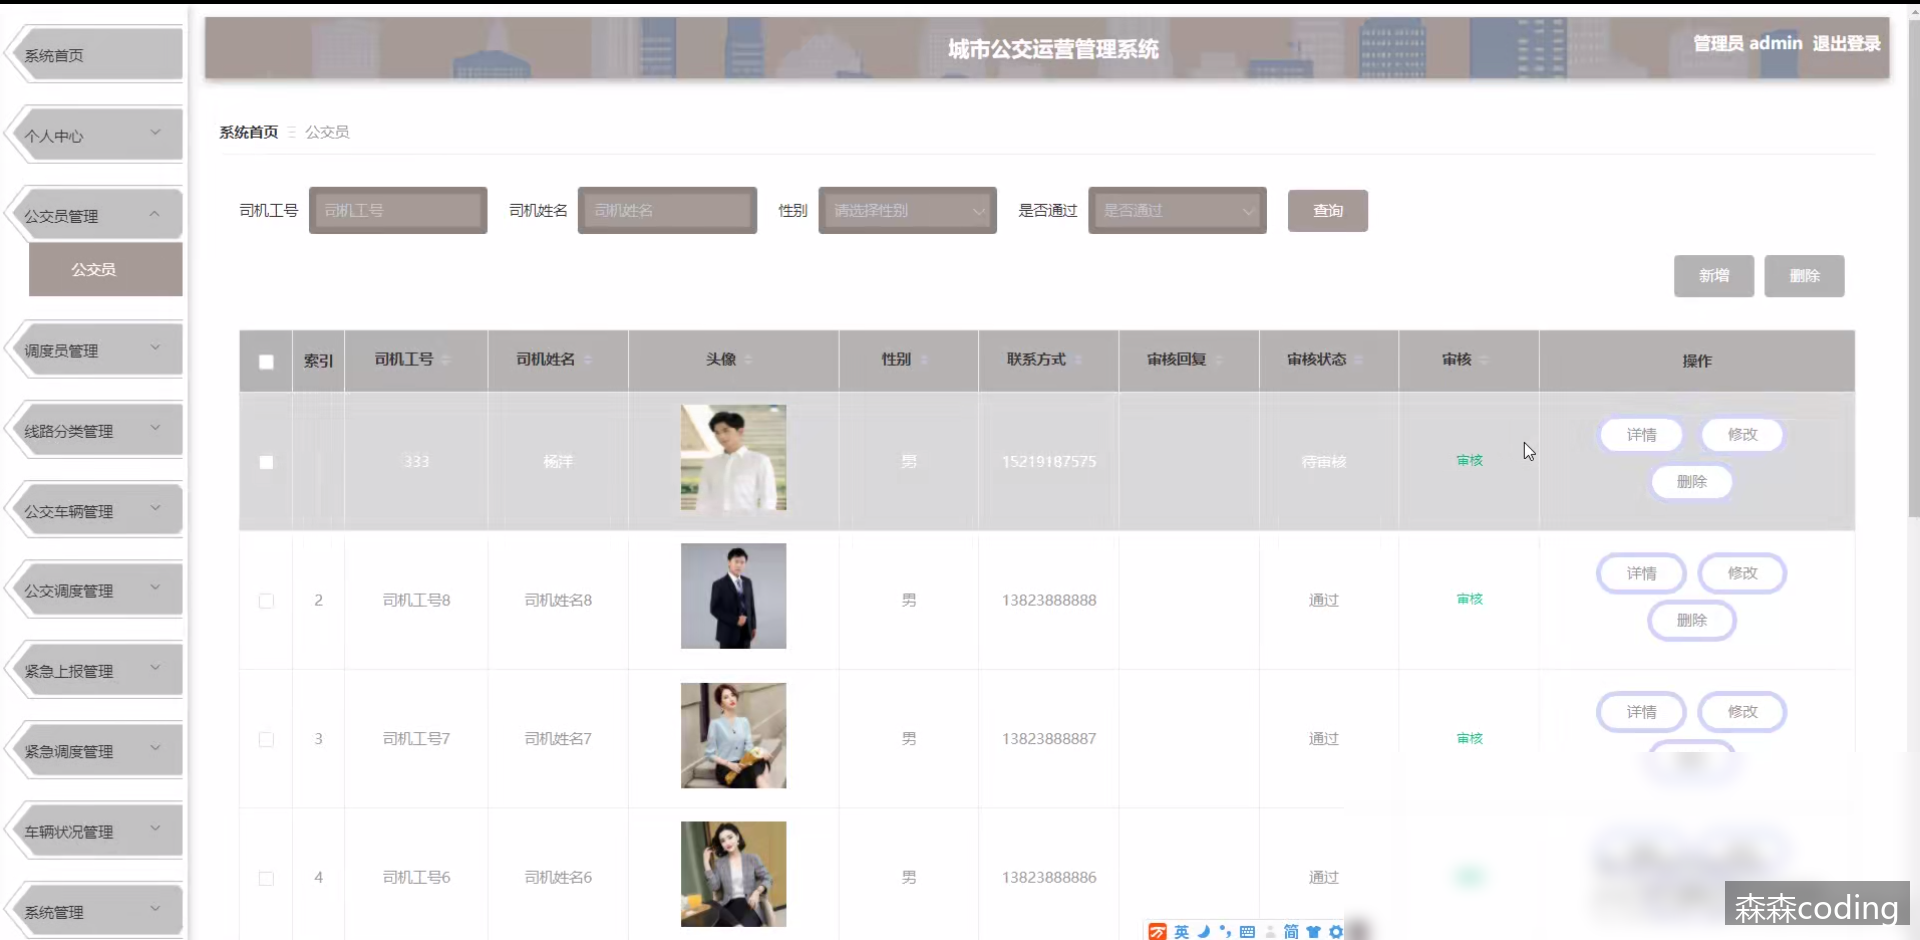 城市公交运营管理系统
管理员 admin 退出登录
系统首页
个人中心
公交员管理
公交员
调度员管理
线路分类管理
公交车辆管理
公交调度管理
紧急上报管理
紧急调度管理
车辆状况管理
系统管理
系统首页 公交员
司机工号 司机工号 司机姓名 司机姓名 性别 请选择性别 是否通过 是否通过 查询
新增 删除
索引 司机工号 司机姓名 头像 性别 联系方式 审核回复 审核状态 审核 操作
333 杨洋 男 15219187575 待审核 审核 详情 修改
删除
2 司机工号8 司机姓名8 男 13823888888 通过 审核 详情 修改
删除
3 司机工号7 司机姓名7 男 13823888887 通过 审核 详情 修改
4 司机工号6 司机姓名6 男 13823888886 通过
英 简
森森coding